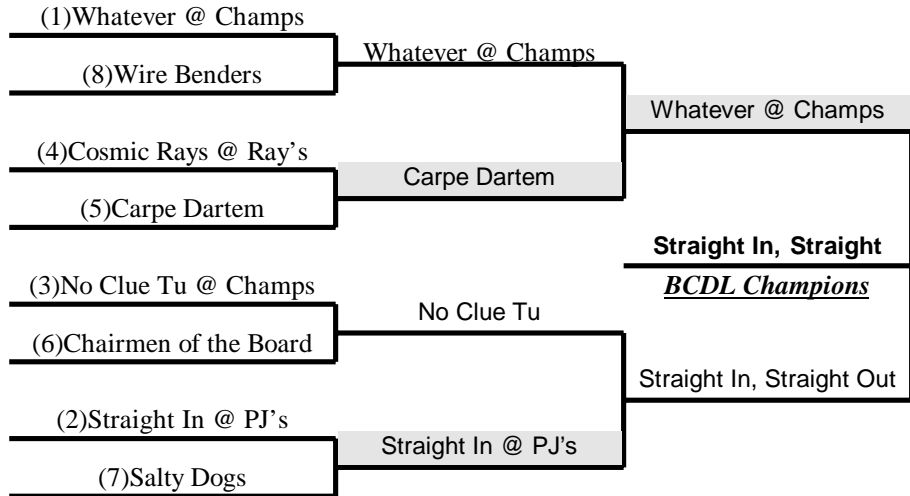 (1)Whatever @ Champs
Whatever @ Champs
(8)Wire Benders
Whatever @ Champs
(4)Cosmic Rays @ Ray's
Carpe Dartem
(5)Carpe Dartem
Straight In, Straight
BCDL Champions
(3)No Clue Tu @ Champs
No Clue Tu
(6)Chairmen of the Board
Straight In, Straight Out
(2)Straight In @ PJ's
Straight In @ PJ's
(7)Salty Dogs